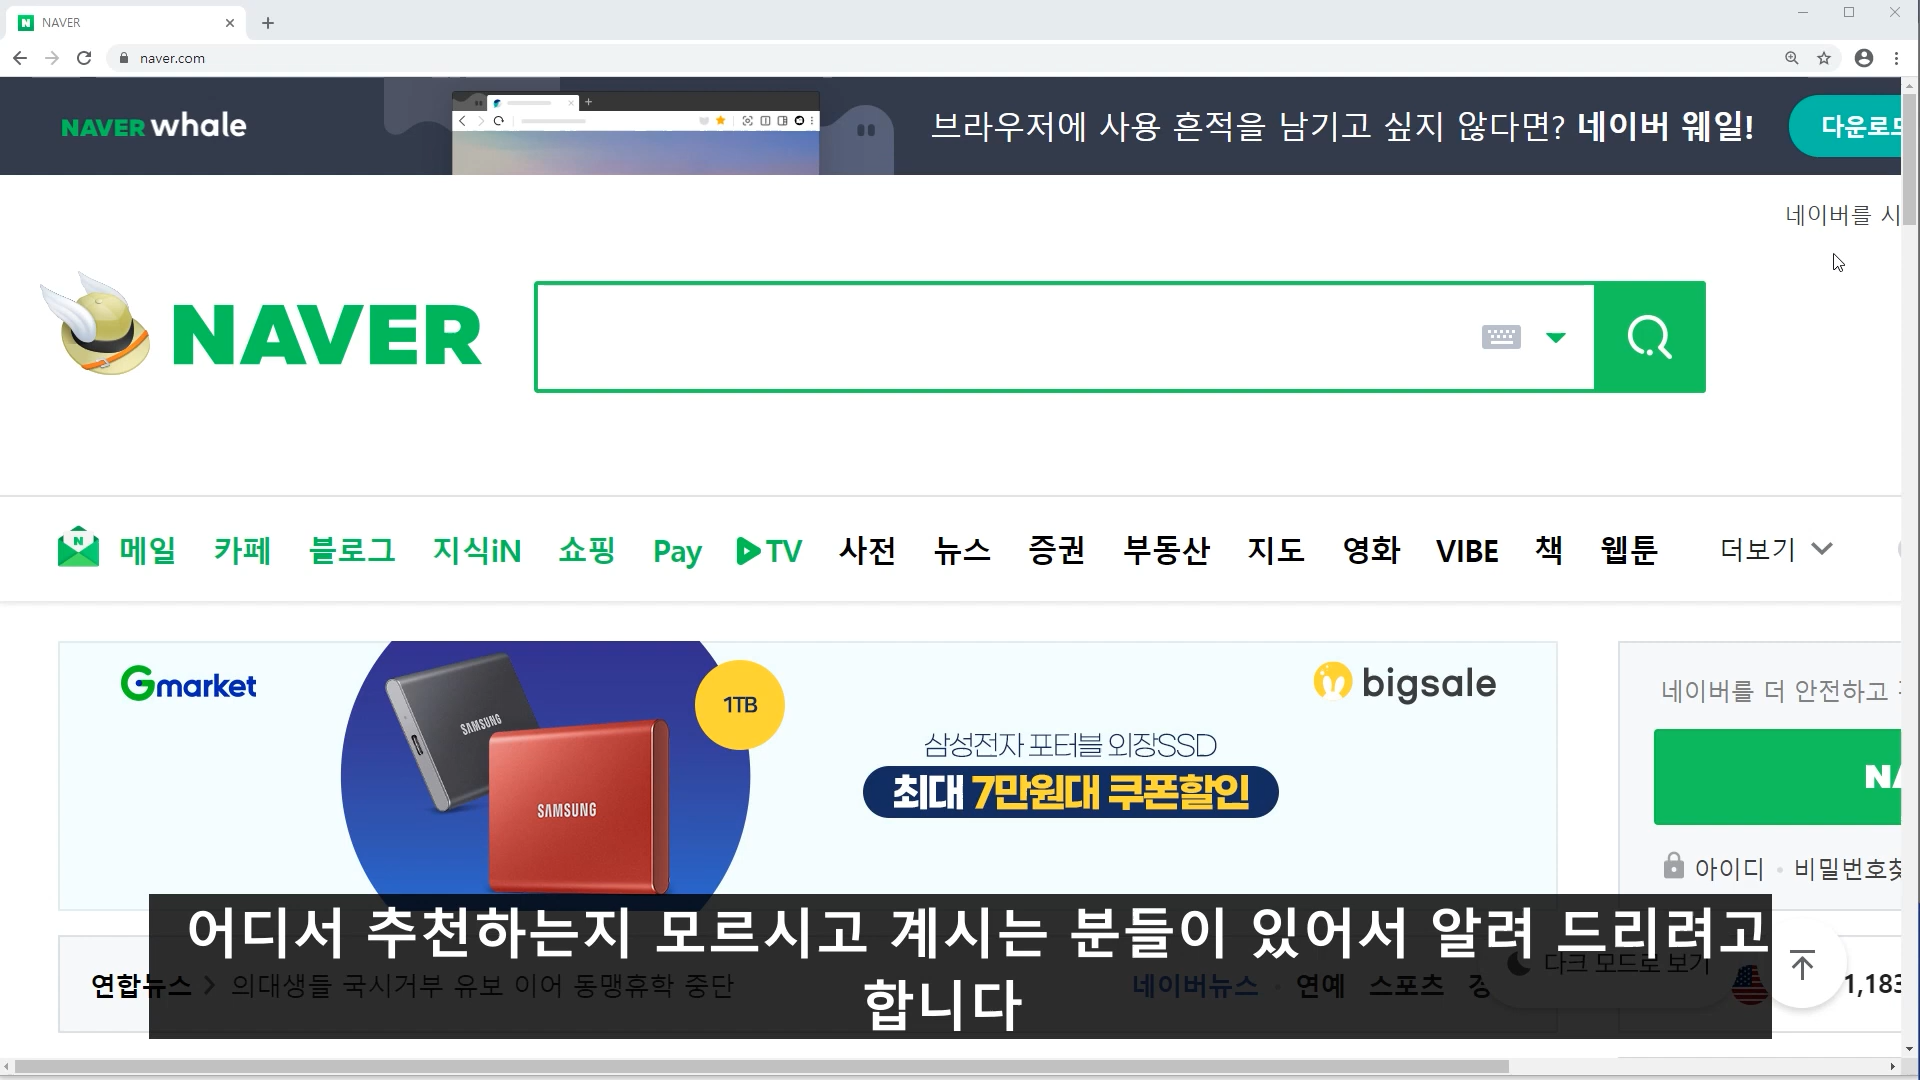 NAVER
naver.com
NAVER whale
브라우저에 사용 흔적을 남기고 싶지 않다면? 네이버 웨일!
다운로드
네이버를 시
NAVER
메일 카페 블로그 지식iN 쇼핑 Pay TV 사전 뉴스 증권 부동산 지도 영화 VIBE 책 웹툰 더보기
Gmarket
SAMSUNG
SAMSUNG
1TB
bigsale
삼성전자 포터블 외장SSD
최대 7만원대 쿠폰할인
네이버를 더 안전하고
NA
아이디 · 비밀번호찾
어디서 추천하는지 모르시고 계시는 분들이 있어서 알려 드리려고
합니다
연합뉴스 > 의대생들 국시거부 유보 이어 동맹휴학 중단
네이버뉴스 · 연예 스포츠 경
다크 모드로 보기
1,183